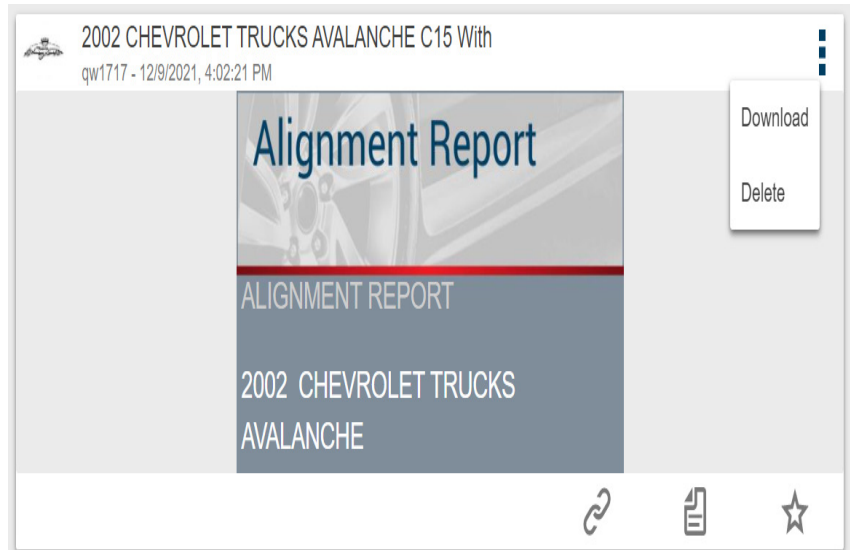 2002 CHEVROLET TRUCKS AVALANCHE C15 With
qw1717 - 12/9/2021, 4:02:21 PM
Download
Delete
Alignment Report
ALIGNMENT REPORT
2002 CHEVROLET TRUCKS
AVALANCHE